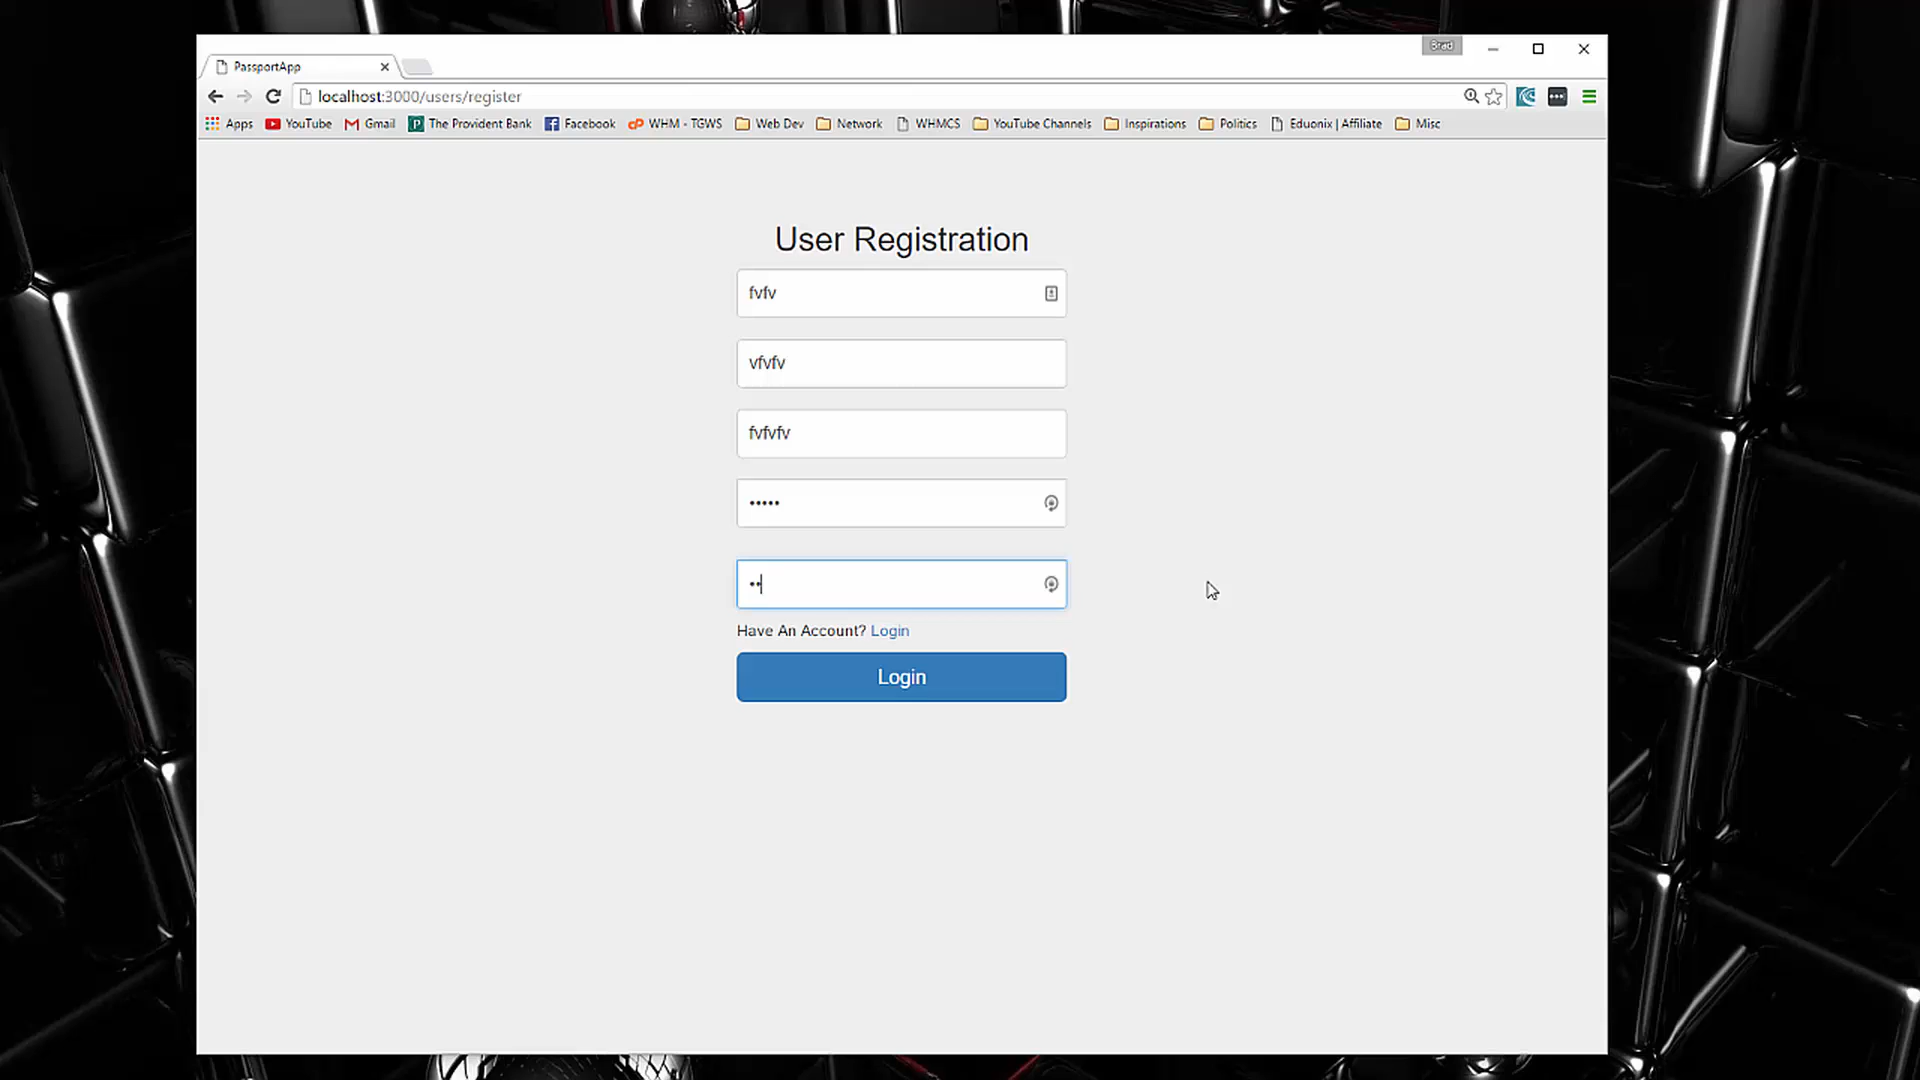 Brad
PassportApp
localhost:3000/users/register
Apps YouTube Gmail The Provident Bank Facebook WHM - TGWS Web Dev Network WHMCS YouTube Channels Inspirations Politics Eduonix | Affiliate Misc
User Registration
fvfv
vfvfv
fvfvfv
•••••
••
Have An Account? Login
Login